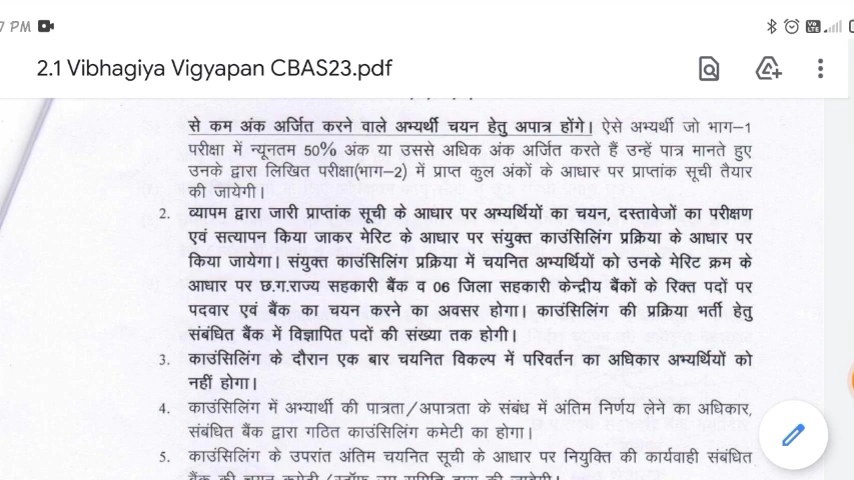 7 PM
2.1 Vibhagiya Vigyapan CBAS23.pdf
से कम अंक अर्जित करने वाले अभ्यर्थी चयन हेतु अपात्र होंगे। ऐसे अभ्यर्थी जो भाग–1
परीक्षा में न्यूनतम 50% अंक या उससे अधिक अंक अर्जित करते हैं उन्हें पात्र मानते हुए
उनके द्वारा लिखित परीक्षा(भाग–2) में प्राप्त कुल अंकों के आधार पर प्राप्तांक सूची तैयार
की जायेगी।
2. व्यापम द्वारा जारी प्राप्तांक सूची के आधार पर अभ्यर्थियों का चयन, दस्तावेजों का परीक्षण
एवं सत्यापन किया जाकर मेरिट के आधार पर संयुक्त काउंसिलिंग प्रक्रिया के आधार पर
किया जायेगा। संयुक्त काउंसिलिंग प्रक्रिया में चयनित अभ्यर्थियों को उनके मेरिट क्रम के
आधार पर छ.ग.राज्य सहकारी बैंक व 06 जिला सहकारी केन्द्रीय बैंकों के रिक्त पदों पर
पदवार एवं बैंक का चयन करने का अवसर होगा। काउंसिलिंग की प्रक्रिया भर्ती हेतु
संबंधित बैंक में विज्ञापित पदों की संख्या तक होगी।
3. काउंसिलिंग के दौरान एक बार चयनित विकल्प में परिवर्तन का अधिकार अभ्यर्थियों को
नहीं होगा।
4. काउंसिलिंग में अभ्यार्थी की पात्रता/अपात्रता के संबंध में अंतिम निर्णय लेने का अधिकार,
संबंधित बैंक द्वारा गठित काउंसिलिंग कमेटी का होगा।
5. काउंसिलिंग के उपरांत अंतिम चयनित सूची के आधार पर नियुक्ति की कार्यवाही संबंधित
बैंक की चयन कमेटी/स्टॉफ उप समिति द्वारा की जावेगी।